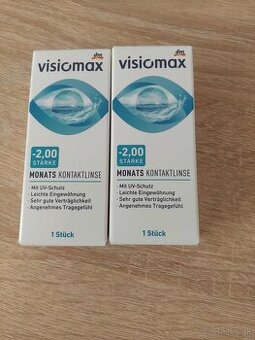 dm
visiomax
-2,00
STÄRKE
MONATS KONTAKTLINSE
· Mit UV-Schutz
· Leichte Eingewöhnung
· Sehr gute Verträglichkeit
· Angenehmes Tragegefühl
1 Stück
dm
visiomax
-2,00
STÄRKE
MONATS KONTAKTLINSE
· Mit UV-Schutz
· Leichte Eingewöhnung
· Sehr gute Verträglichkeit
· Angenehmes Tragegefühl
1 Stück